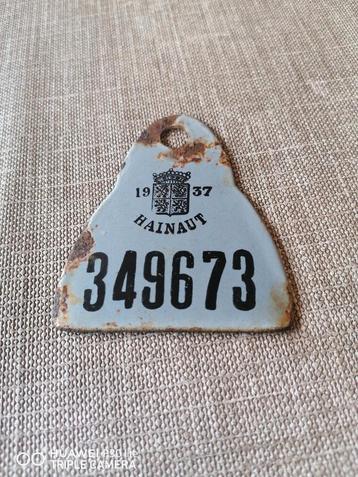 19 37
HAINAUT
349673
HUAWEI P30 LITE
TRIPLE CAMERA